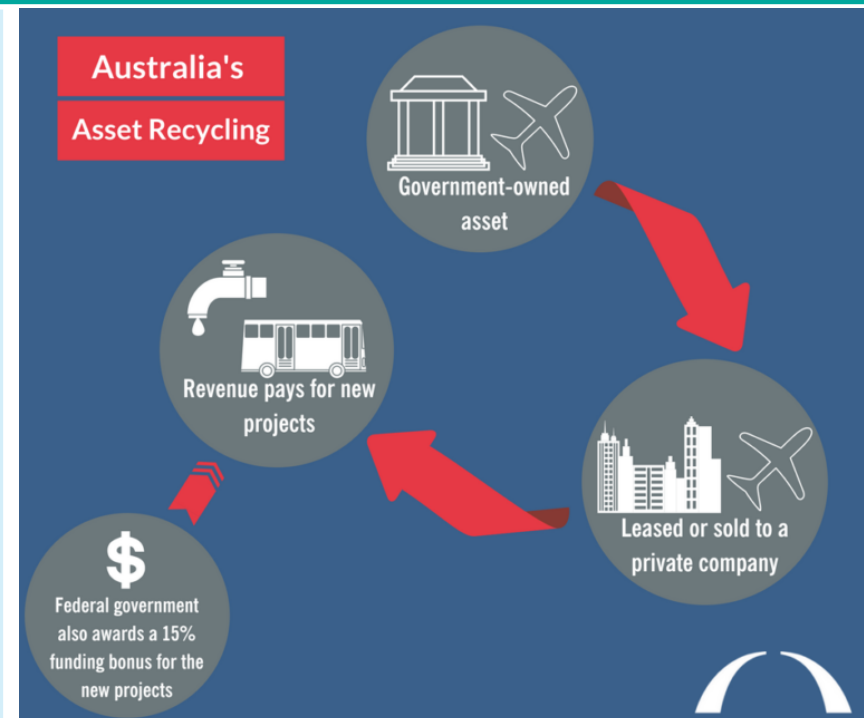 Australia's
Asset Recycling
Government-owned
asset
Leased or sold to a
private company
Revenue pays for new
projects
$
Federal government
also awards a 15%
funding bonus for the
new projects